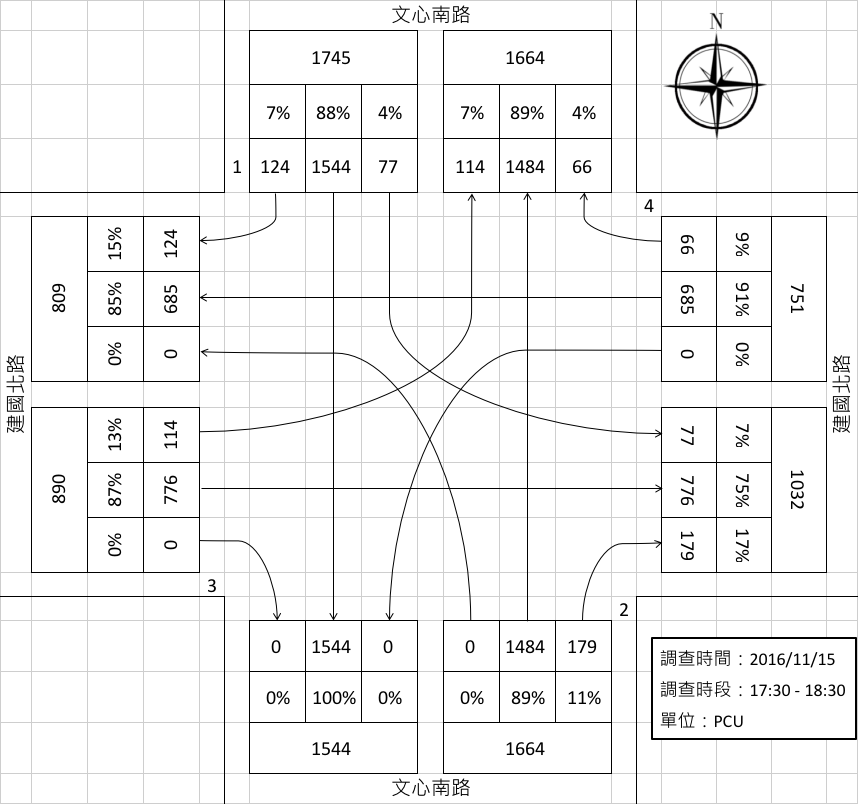 文心南路
N
1745
1664
7% 88% 4%
7% 89% 4%
1
124 1544 77
114 1484 66
4
809
15% 124
85% 685
0% 0
66 9%
685 91%
0 0%
751
建國北路
建國北路
890
13% 114
87% 776
0% 0
77 7%
776 75%
179 17%
1032
3
2
0 1544 0
0 1484 179
0% 100% 0%
0% 89% 11%
1544
1664
文心南路
調查時間：2016/11/15
調查時段：17:30 - 18:30
單位：PCU